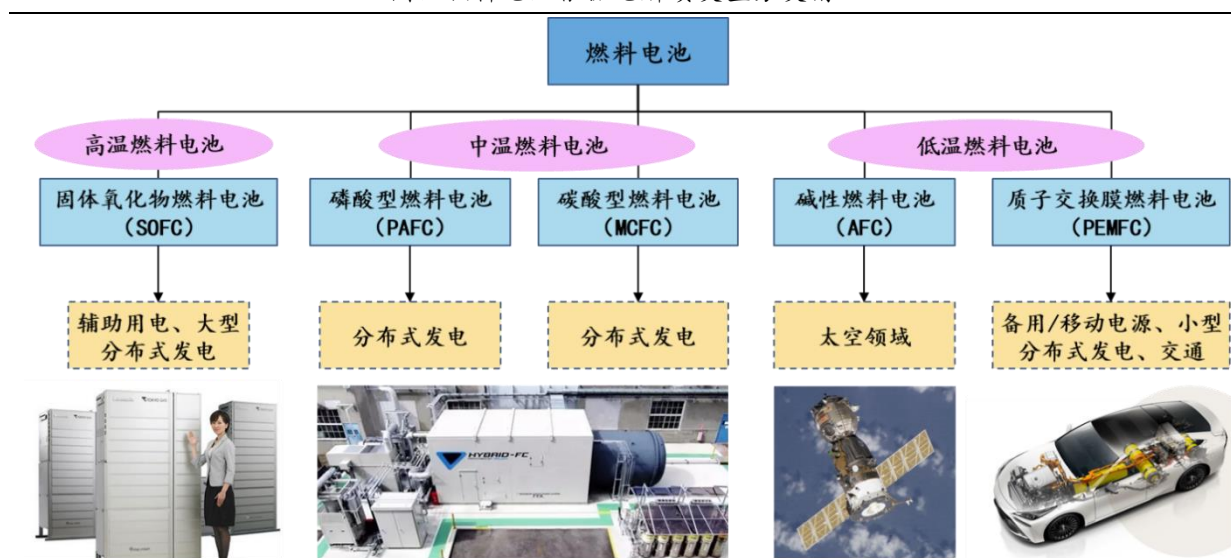 燃料电池
高温燃料电池
中温燃料电池
低温燃料电池
固体氧化物燃料电池
（SOFC）
磷酸型燃料电池
（PAFC）
碳酸型燃料电池
（MCFC）
碱性燃料电池
（AFC）
质子交换膜燃料电池
（PEMFC）
辅助用电、大型
分布式发电
分布式发电
分布式发电
太空领域
备用/移动电源、小型
分布式发电、交通
HYBRID-FC